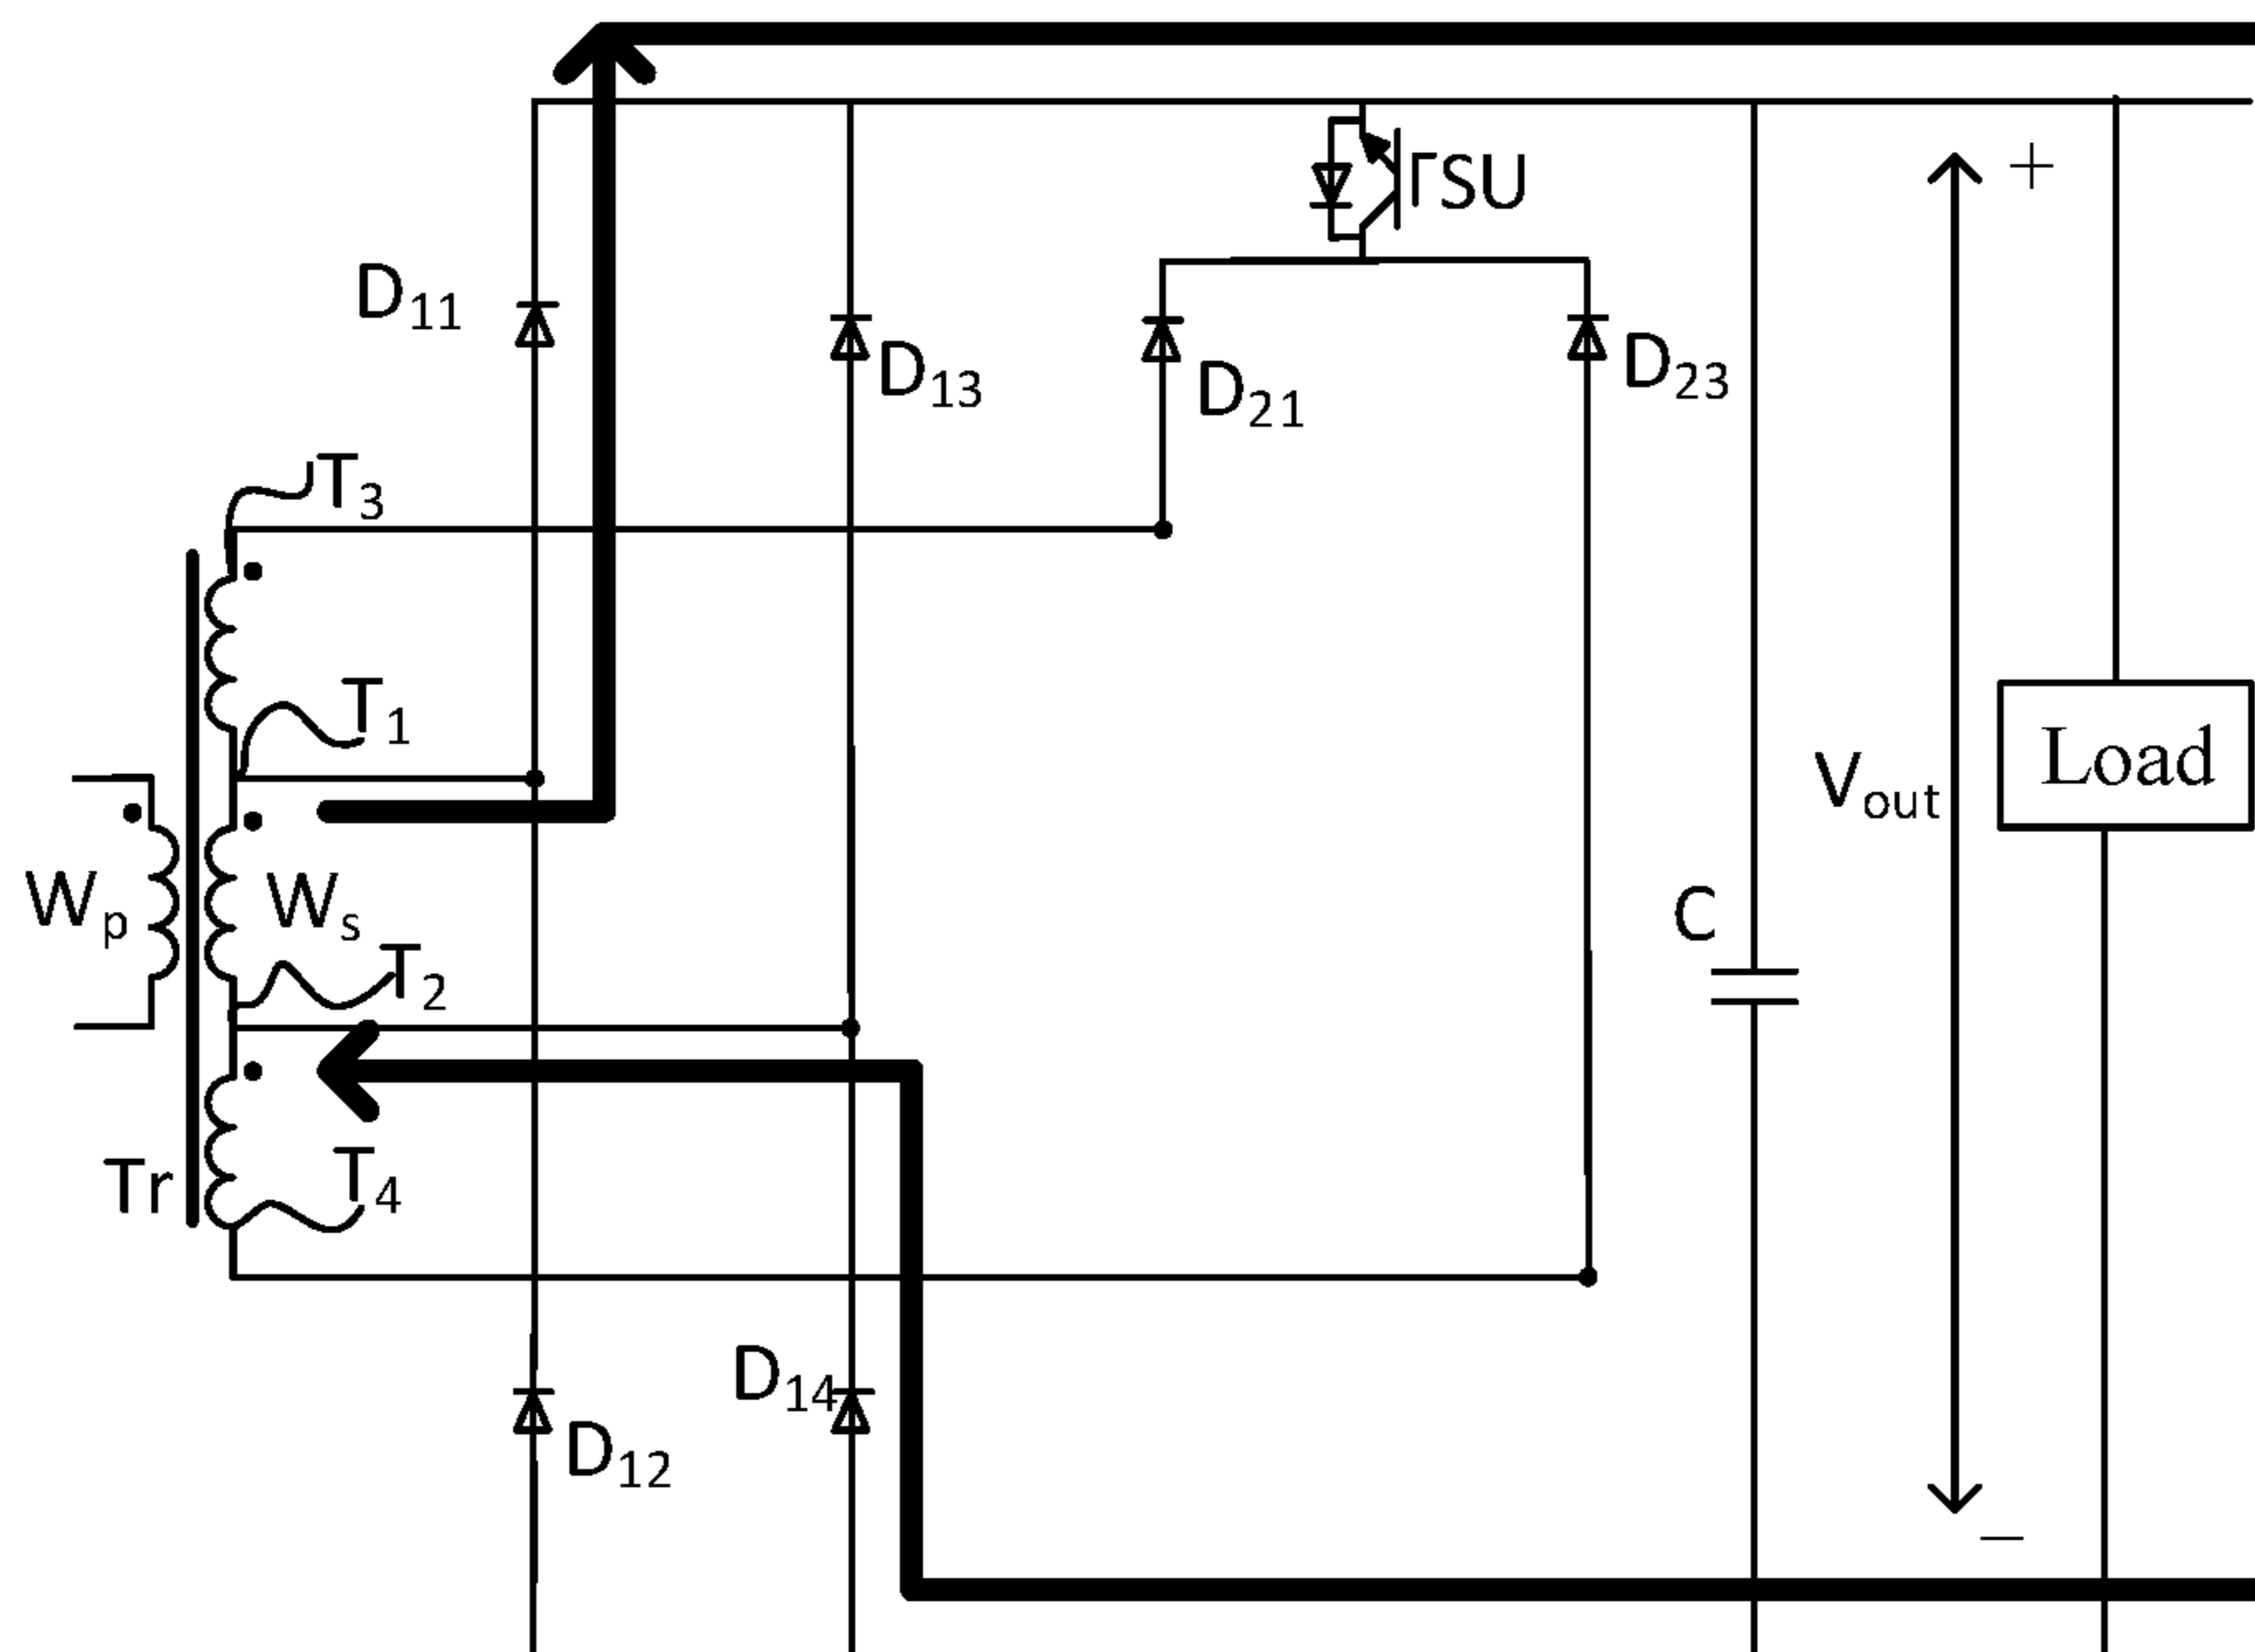 +
ΓSU
D11
D13
D21
D23
T3
T1
Load
Vout
Wp
Ws
C
T2
Tr
T4
D14
D12
−